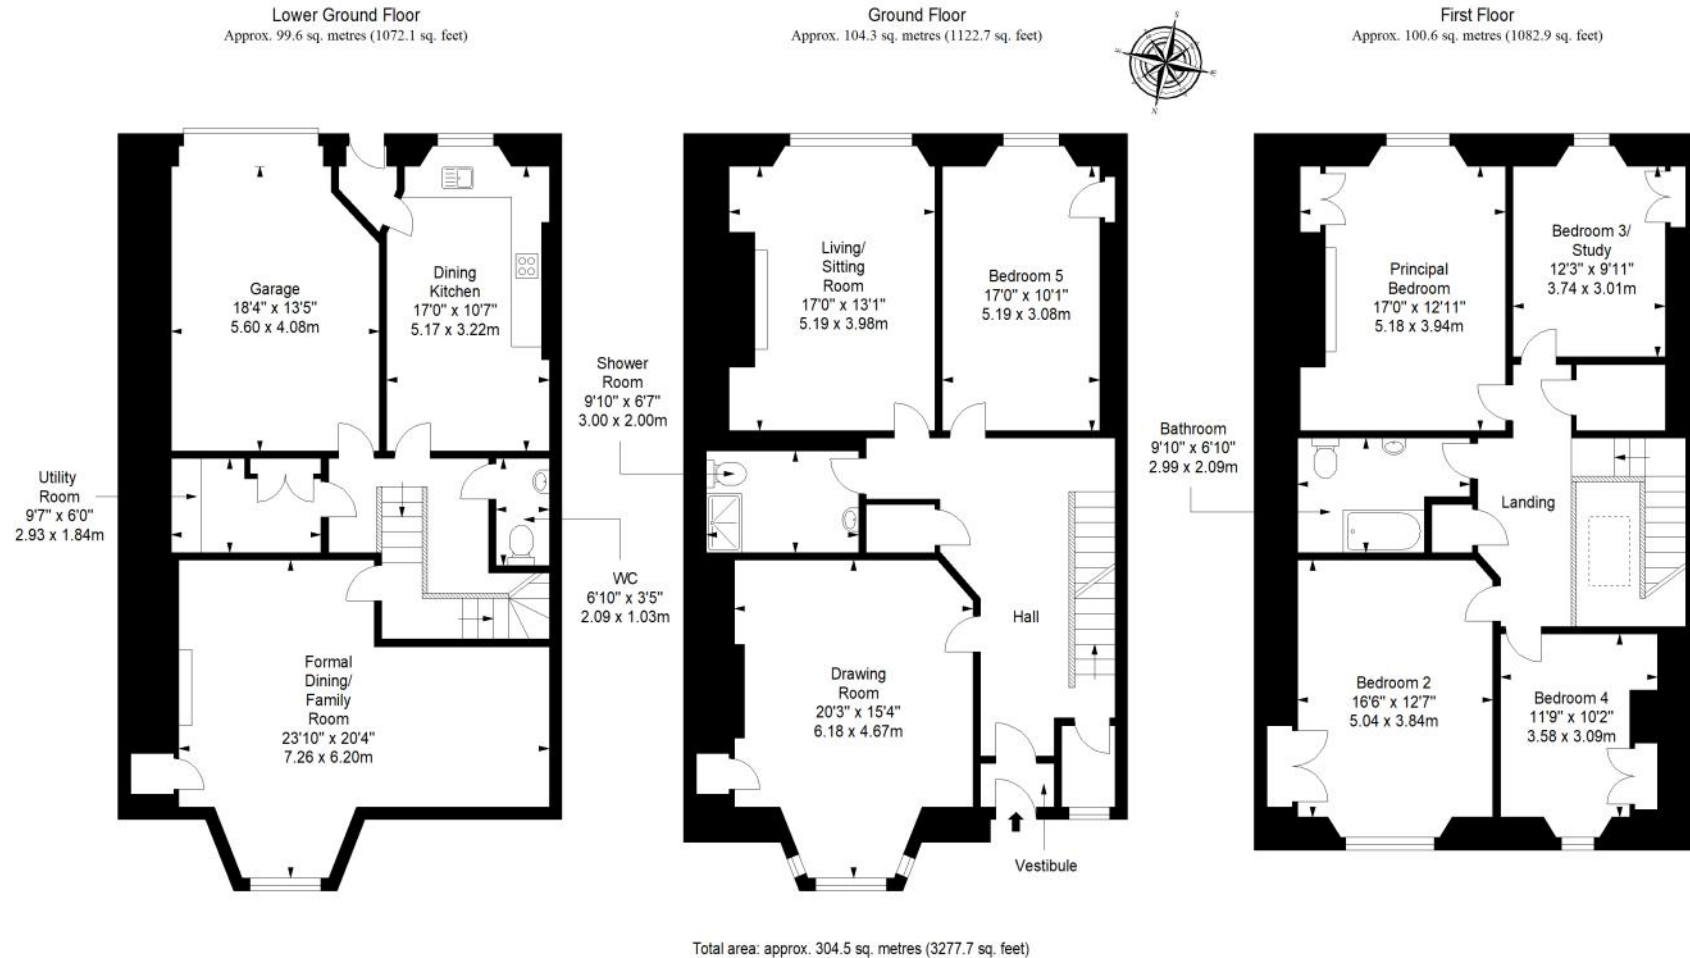 Lower Ground Floor
Approx. 99.6 sq. metres (1072.1 sq. feet)
Ground Floor
Approx. 104.3 sq. metres (1122.7 sq. feet)
S
E
W
N
First Floor
Approx. 100.6 sq. metres (1082.9 sq. feet)
Garage
18'4" x 13'5"
5.60 x 4.08m
Dining
Kitchen
17'0" x 10'7"
5.17 x 3.22m
Utility
Room
9'7" x 6'0"
2.93 x 1.84m
WC
6'10" x 3'5"
2.09 x 1.03m
Formal
Dining/
Family
Room
23'10" x 20'4"
7.26 x 6.20m
Living/
Sitting
Room
17'0" x 13'1"
5.19 x 3.98m
Bedroom 5
17'0" x 10'1"
5.19 x 3.08m
Shower
Room
9'10" x 6'7"
3.00 x 2.00m
Hall
Drawing
Room
20'3" x 15'4"
6.18 x 4.67m
Vestibule
Principal
Bedroom
17'0" x 12'11"
5.18 x 3.94m
Bedroom 3/
Study
12'3" x 9'11"
3.74 x 3.01m
Bathroom
9'10" x 6'10"
2.99 x 2.09m
Landing
Bedroom 2
16'6" x 12'7"
5.04 x 3.84m
Bedroom 4
11'9" x 10'2"
3.58 x 3.09m
Total area: approx. 304.5 sq. metres (3277.7 sq. feet)